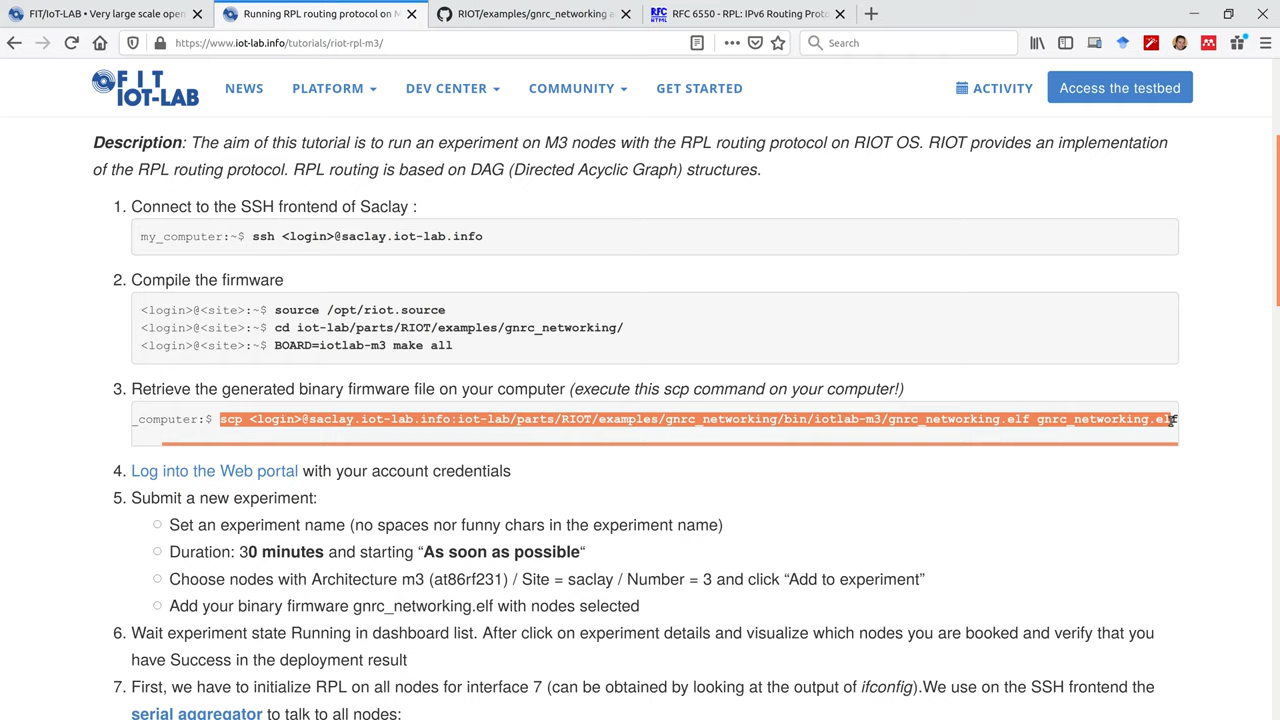 FIT/IoT-LAB • Very large scale open
Running RPL routing protocol on M
RIOT/examples/gnrc_networking a
RFC 6550 - RPL: IPv6 Routing Proto
https://www.iot-lab.info/tutorials/riot-rpl-m3/
Search
FIT IOT-LAB
NEWS
PLATFORM
DEV CENTER
COMMUNITY
GET STARTED
ACTIVITY
Access the testbed
Description: The aim of this tutorial is to run an experiment on M3 nodes with the RPL routing protocol on RIOT OS. RIOT provides an implementation
of the RPL routing protocol. RPL routing is based on DAG (Directed Acyclic Graph) structures.
1. Connect to the SSH frontend of Saclay :
my_computer:~$ ssh <login>@saclay.iot-lab.info
2. Compile the firmware
<login>@<site>:~$ source /opt/riot.source
<login>@<site>:~$ cd iot-lab/parts/RIOT/examples/gnrc_networking/
<login>@<site>:~$ BOARD=iotlab-m3 make all
3. Retrieve the generated binary firmware file on your computer (execute this scp command on your computer!)
_computer:$ scp <login>@saclay.iot-lab.info:iot-lab/parts/RIOT/examples/gnrc_networking/bin/iotlab-m3/gnrc_networking.elf gnrc_networking.elf
4. Log into the Web portal with your account credentials
5. Submit a new experiment:
Set an experiment name (no spaces nor funny chars in the experiment name)
Duration: 30 minutes and starting “As soon as possible“
Choose nodes with Architecture m3 (at86rf231) / Site = saclay / Number = 3 and click “Add to experiment”
Add your binary firmware gnrc_networking.elf with nodes selected
6. Wait experiment state Running in dashboard list. After click on experiment details and visualize which nodes you are booked and verify that you
have Success in the deployment result
7. First, we have to initialize RPL on all nodes for interface 7 (can be obtained by looking at the output of ifconfig).We use on the SSH frontend the
serial aggregator to talk to all nodes: